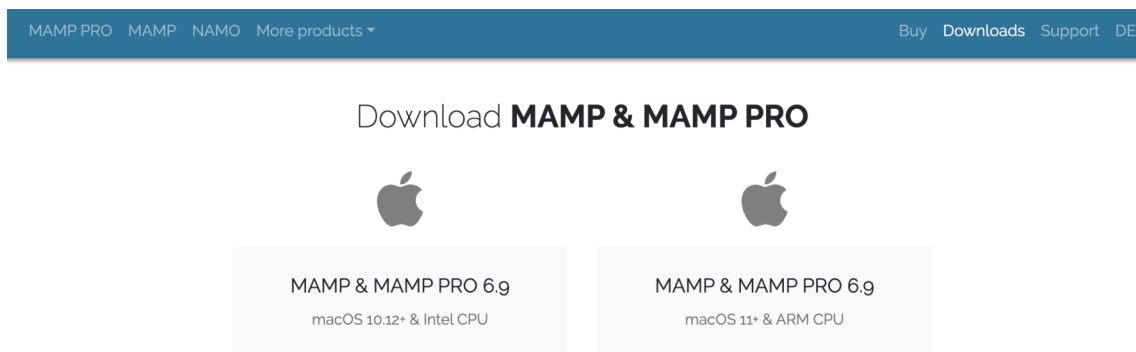 MAMP PRO MAMP NAMO More products Buy Downloads Support DE
Download MAMP & MAMP PRO
MAMP & MAMP PRO 6.9 MAMP & MAMP PRO 6.9
macOS 10.12+ & Intel CPU macOS 11+ & ARM CPU